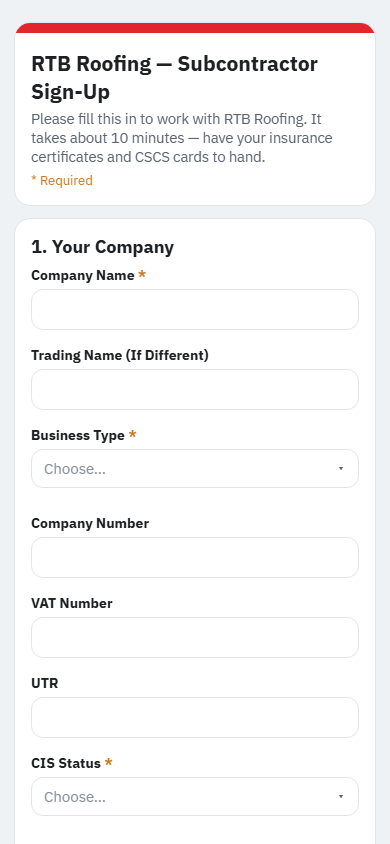 RTB Roofing — Subcontractor
Sign-Up
Please fill this in to work with RTB Roofing. It
takes about 10 minutes — have your insurance
certificates and CSCS cards to hand.
* Required
1. Your Company
Company Name *
Trading Name (If Different)
Business Type *
Choose...
Company Number
VAT Number
UTR
CIS Status *
Choose...